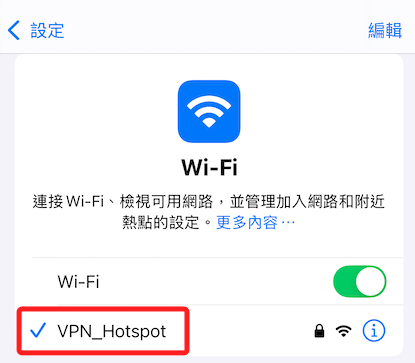 設定 編輯
Wi-Fi
連接 Wi-Fi、檢視可用網路，並管理加入網路和附近
熱點的設定。更多內容⋯
Wi-Fi
VPN_Hotspot